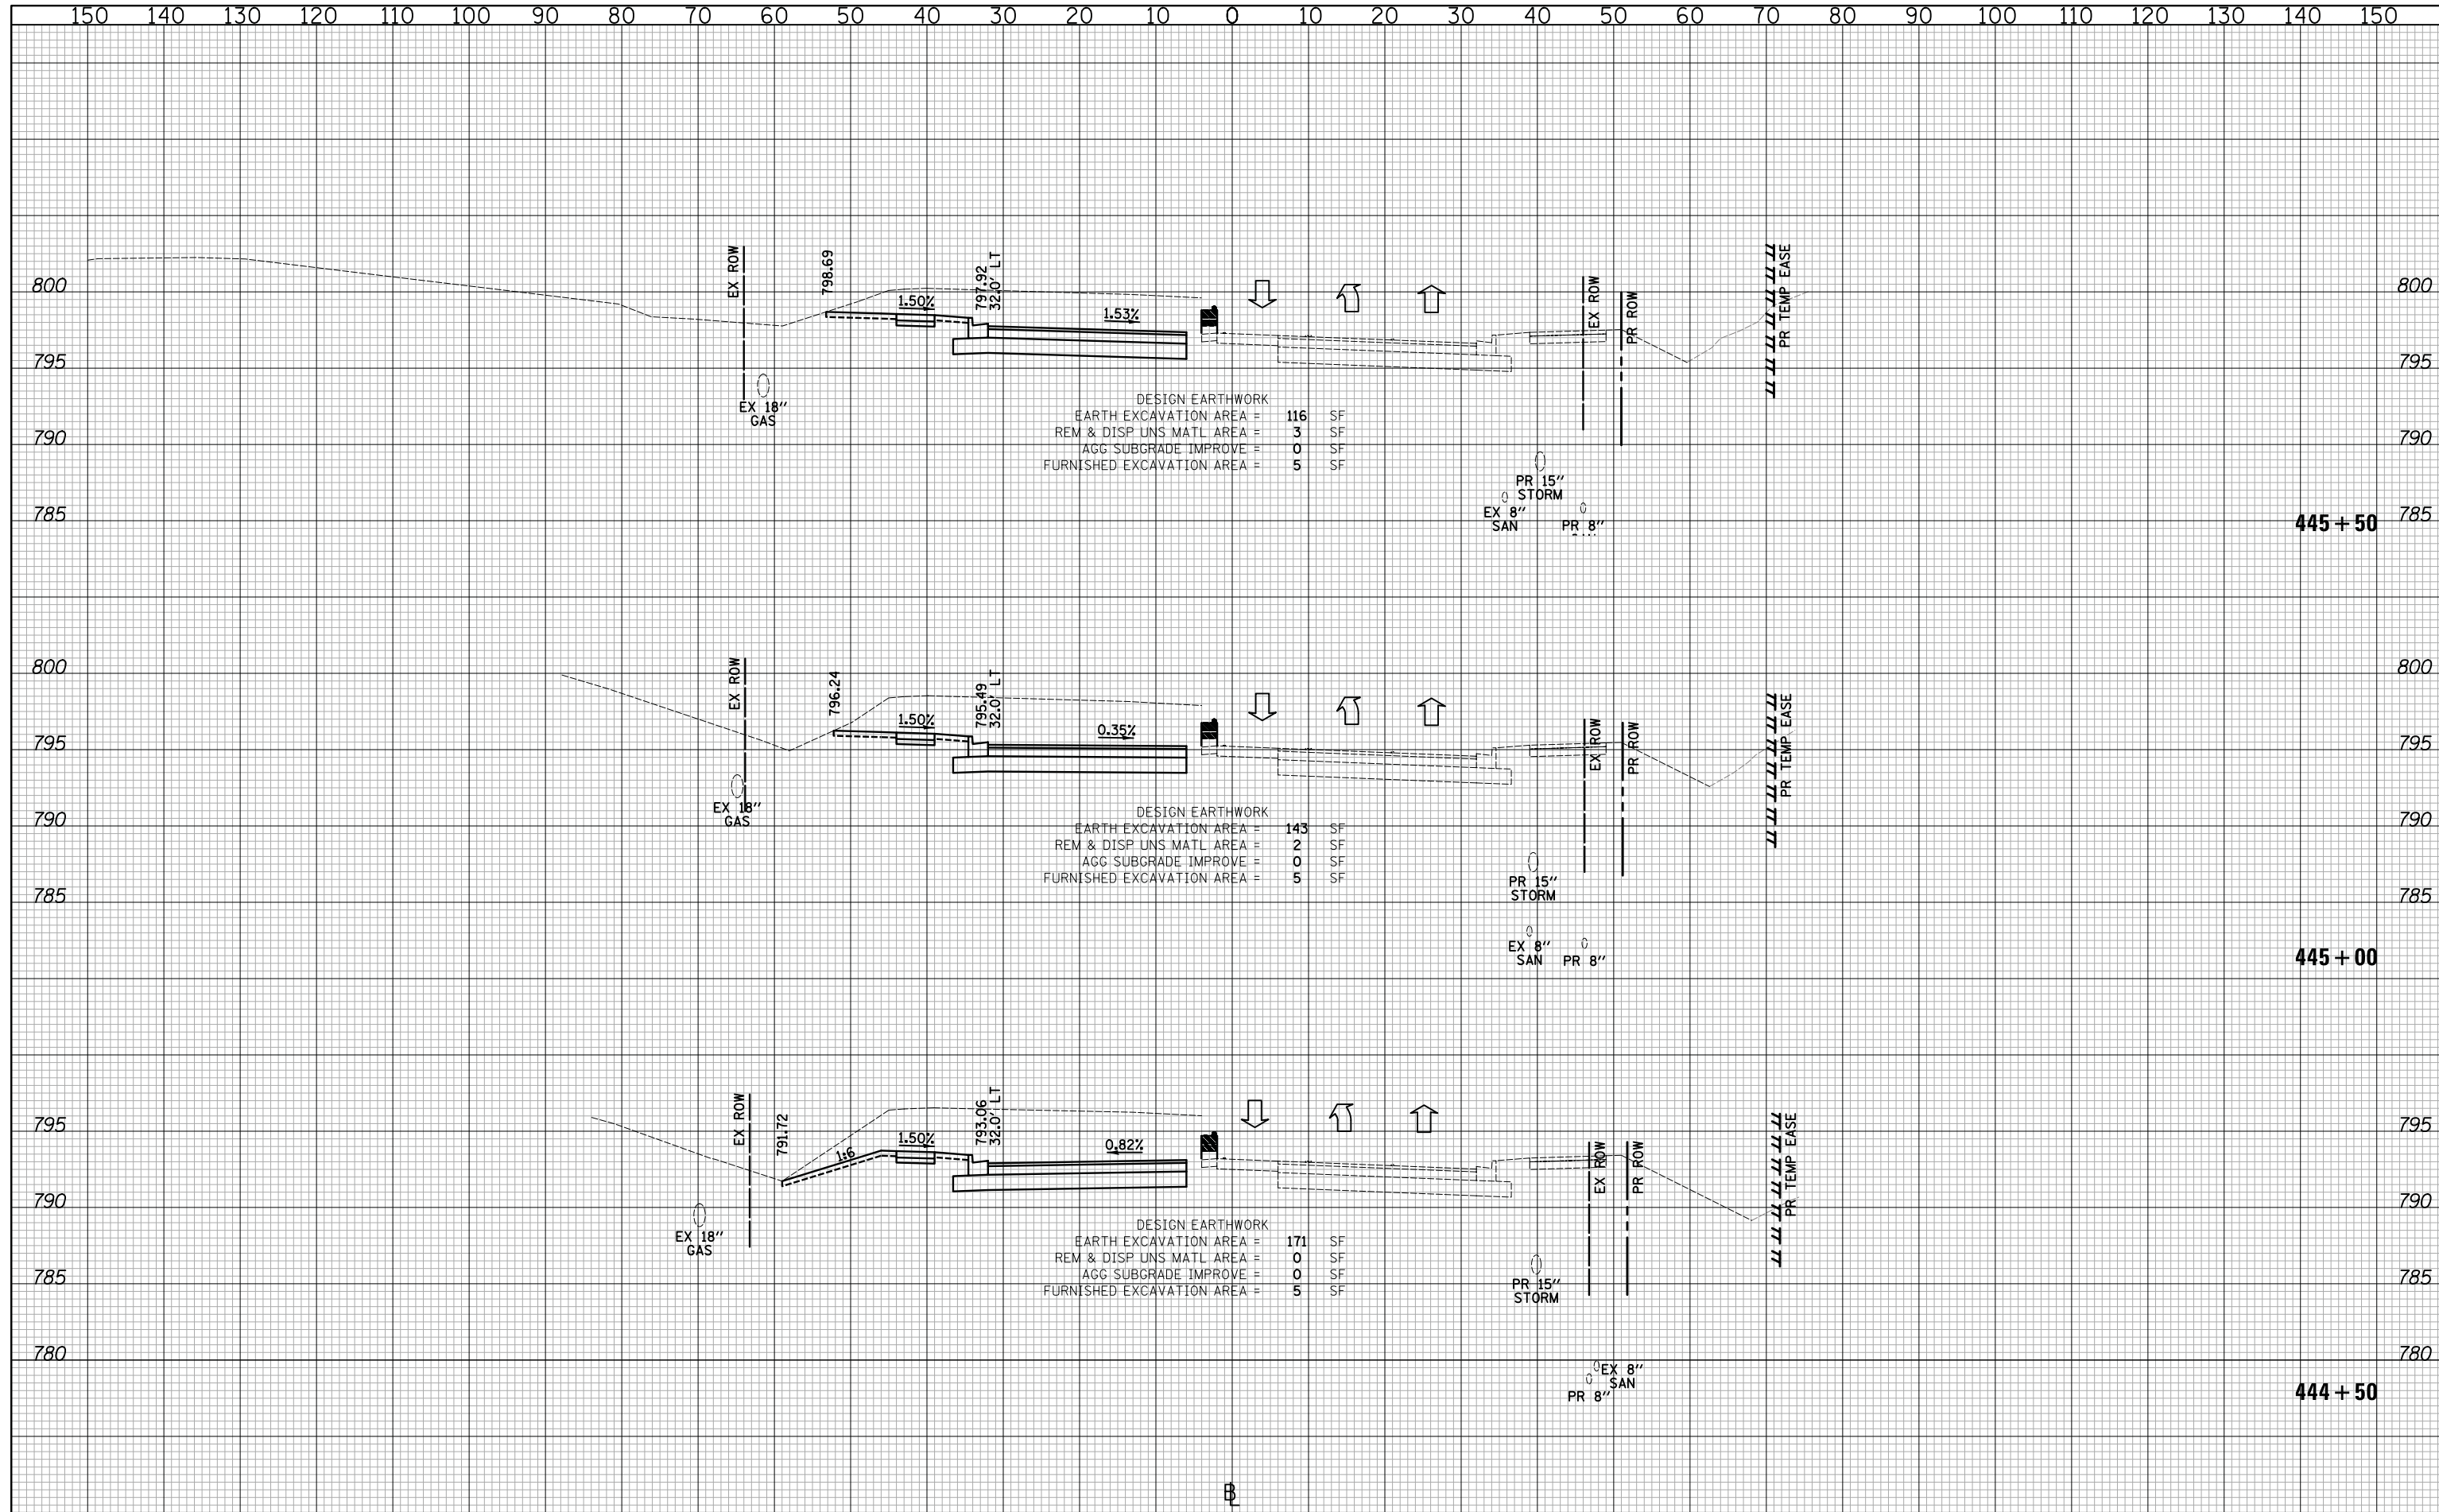 150 140 130 120 110 100 90 80 70 60 50 40 30 20 10 0 10 20 30 40 50 60 70 80 90 100 110 120 130 140 150
EX ROW
798.69
797.92
32.0' LT
EX ROW
PR ROW
PR TEMP EASE
800 800
1.50%
1.53%
795 795
EX 18"
GAS
DESIGN EARTHWORK
EARTH EXCAVATION AREA = 116 SF
REM & DISP UNS MATL AREA = 3 SF
AGG SUBGRADE IMPROVE = 0 SF
FURNISHED EXCAVATION AREA = 5 SF
790 790
PR 15"
STORM
EX 8"
SAN
PR 8"
785 785
445+50
EX ROW
796.24
795.49
32.0' LT
EX ROW
PR ROW
PR TEMP EASE
800 800
1.50%
0.35%
795 795
EX 18"
GAS
DESIGN EARTHWORK
EARTH EXCAVATION AREA = 143 SF
REM & DISP UNS MATL AREA = 2 SF
AGG SUBGRADE IMPROVE = 0 SF
FURNISHED EXCAVATION AREA = 5 SF
790 790
PR 15"
STORM
785 785
EX 8"
SAN
PR 8"
445+00
EX ROW
791.72
793.06
32.0' LT
EX ROW
PR ROW
PR TEMP EASE
795 795
1:6
1.50%
0.82%
790 790
EX 18"
GAS
DESIGN EARTHWORK
EARTH EXCAVATION AREA = 171 SF
REM & DISP UNS MATL AREA = 0 SF
AGG SUBGRADE IMPROVE = 0 SF
FURNISHED EXCAVATION AREA = 5 SF
785 785
PR 15"
STORM
780 780
EX 8"
SAN
PR 8"
444+50
BL